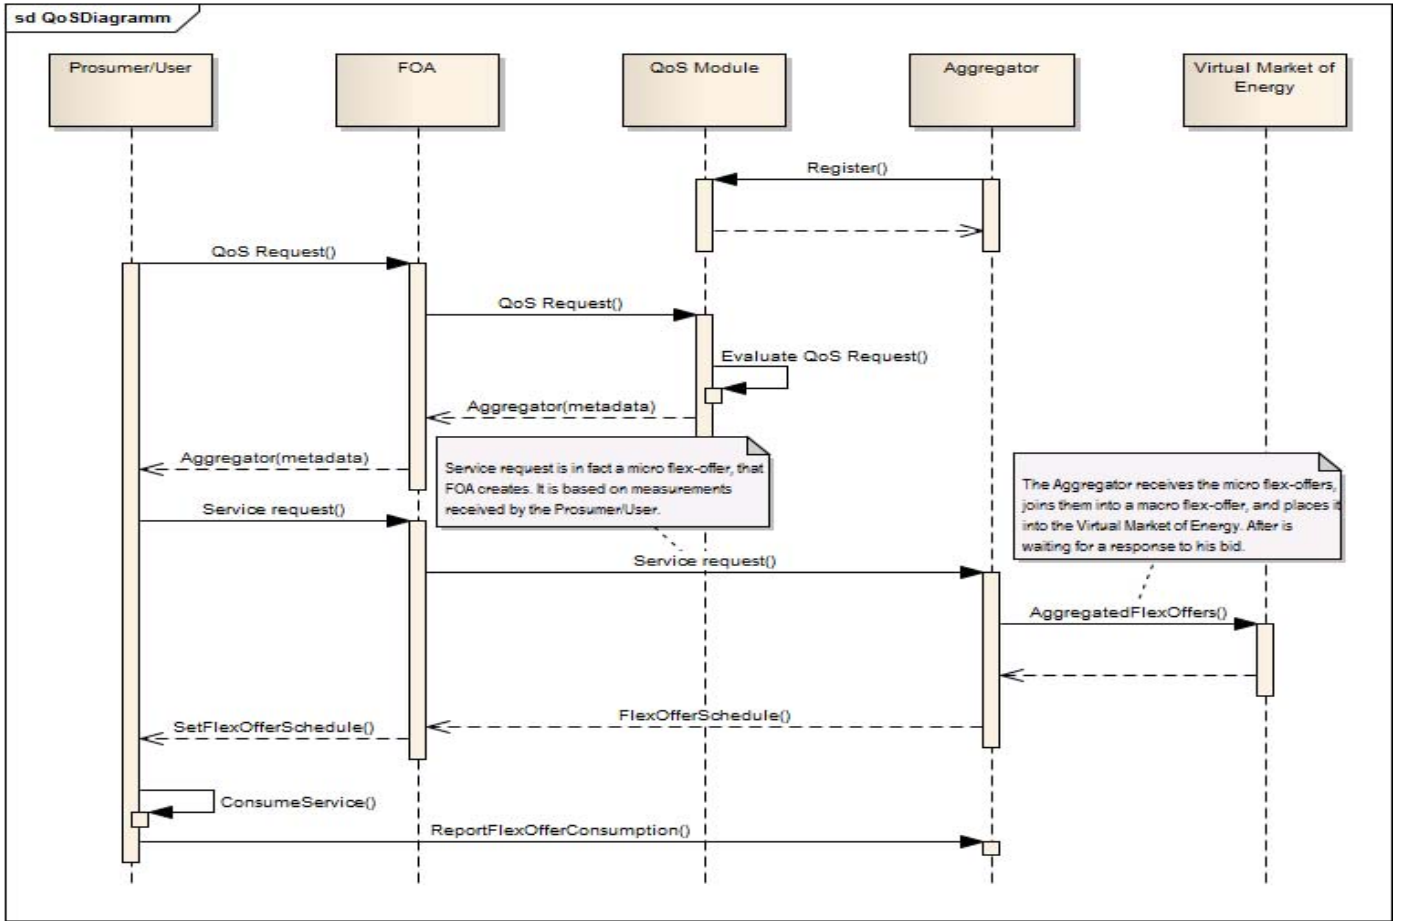 sd QoSDiagramm
Prosumer/User
FOA
QoS Module
Aggregator
Virtual Market of
Energy
Register()
QoS Request()
QoS Request()
Evaluate QoS Request()
Aggregator(metadata)
Aggregator(metadata)
Service request is in fact a micro flex-offer, that
FOA creates. It is based on measurements
received by the Prosumer/User.
The Aggregator receives the micro flex-offers,
joins them into a macro flex-offer, and places it
into the Virtual Market of Energy. After is
waiting for a response to his bid.
Service request()
Service request()
AggregatedFlexOffers()
FlexOfferSchedule()
SetFlexOfferSchedule()
ConsumeService()
ReportFlexOfferConsumption()